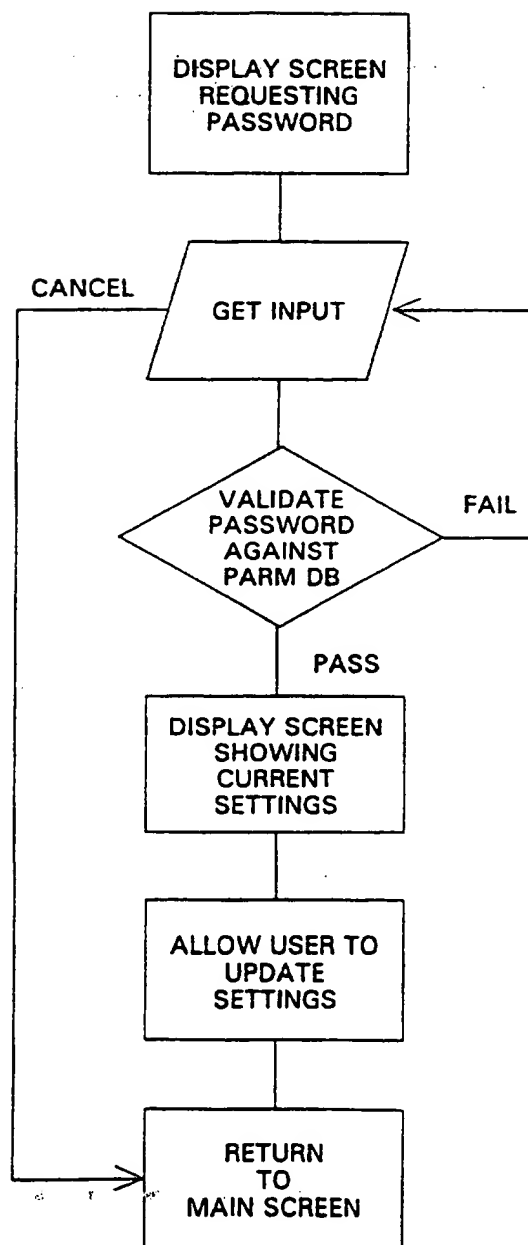 DISPLAY SCREEN
REQUESTING
PASSWORD
CANCEL
GET INPUT
VALIDATE
PASSWORD
AGAINST
PARM DB
FAIL
PASS
DISPLAY SCREEN
SHOWING
CURRENT
SETTINGS
ALLOW USER TO
UPDATE
SETTINGS
RETURN
TO
MAIN SCREEN